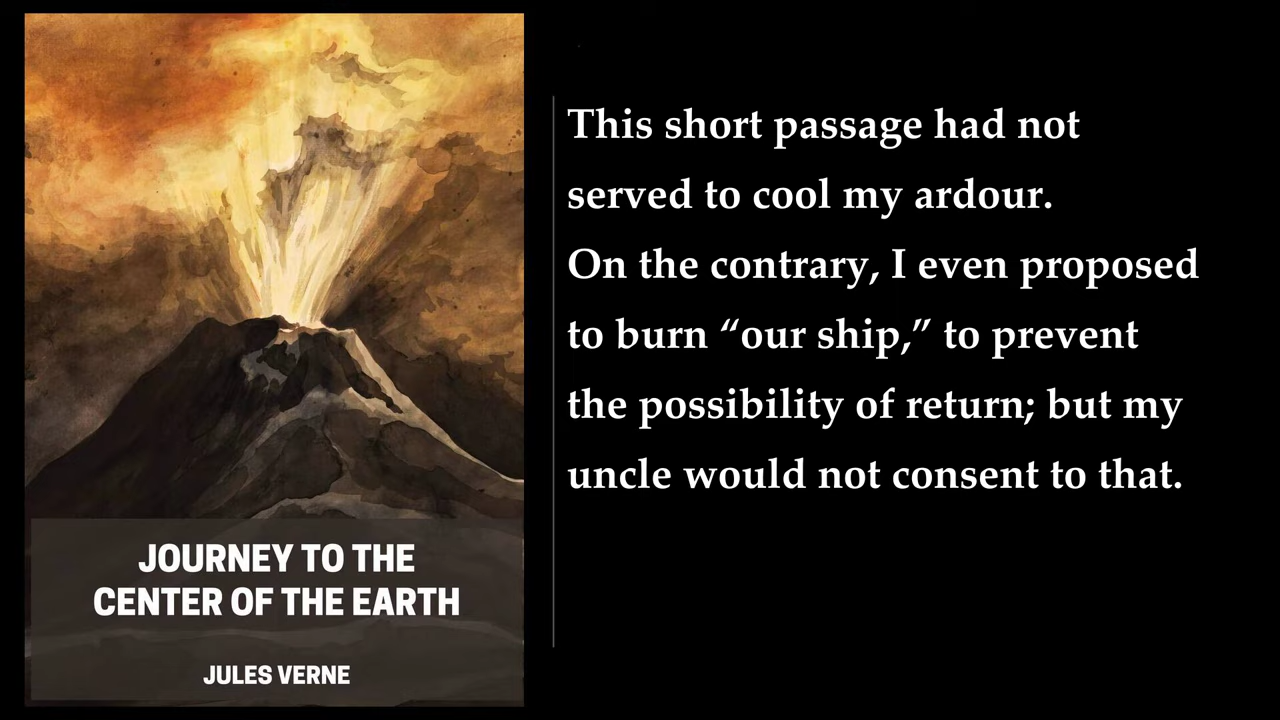 This short passage had not
served to cool my ardour.
On the contrary, I even proposed
to burn “our ship,” to prevent
the possibility of return; but my
uncle would not consent to that.
JOURNEY TO THE
CENTER OF THE EARTH
JULES VERNE